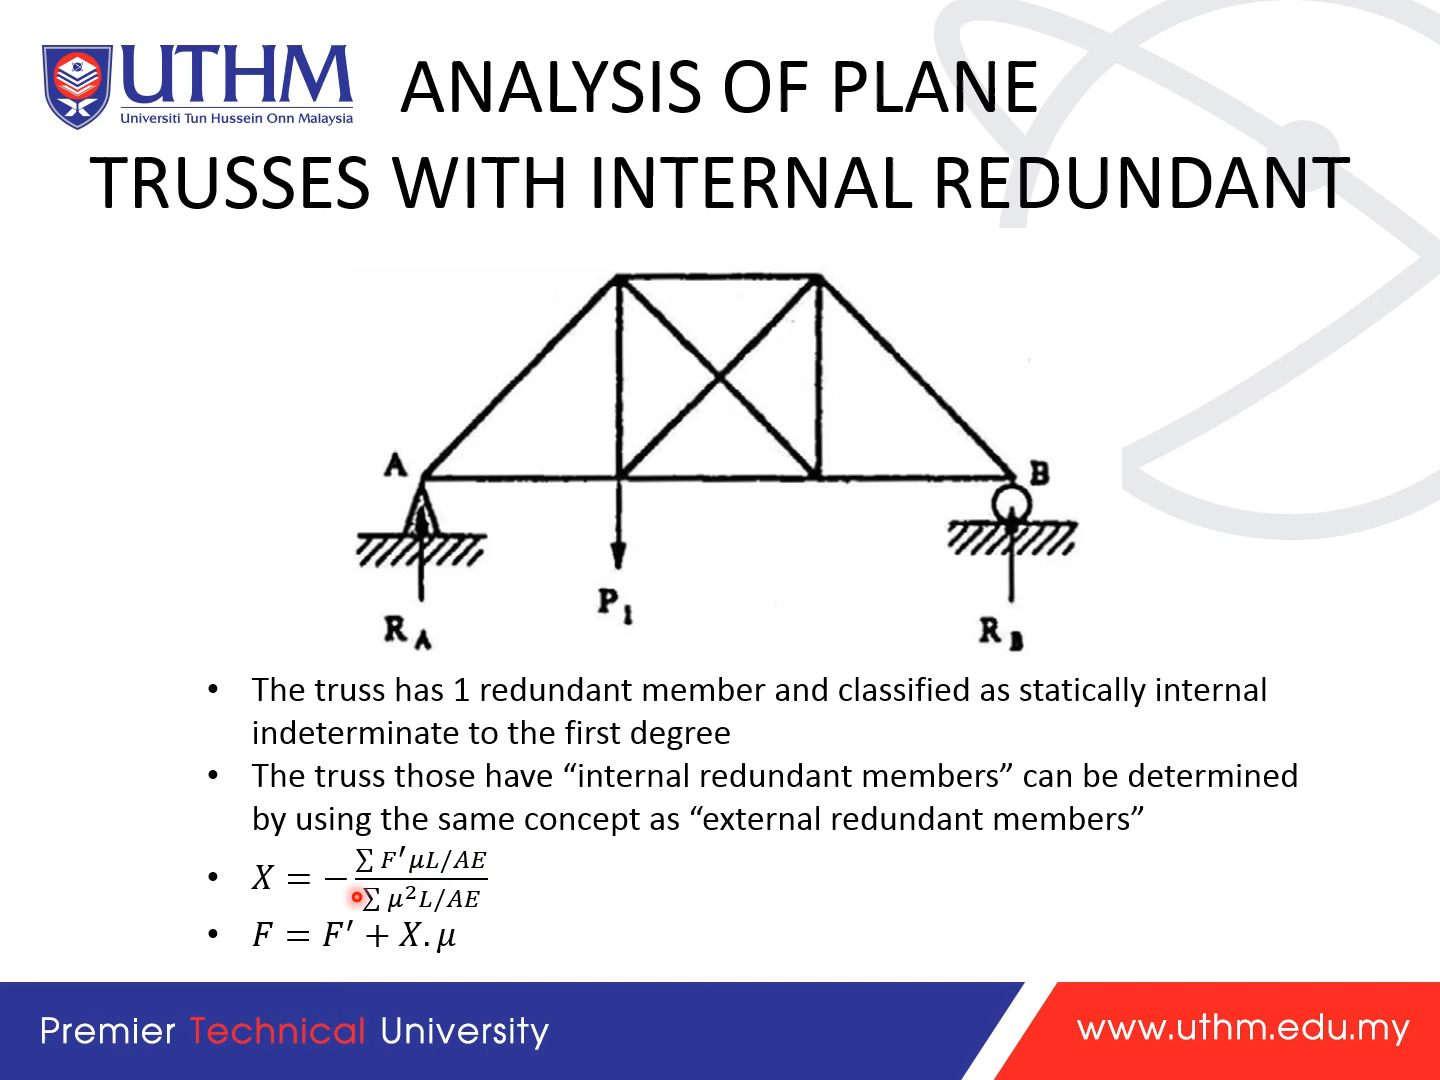 UTHM
Universiti Tun Hussein Onn Malaysia
ANALYSIS OF PLANE
TRUSSES WITH INTERNAL REDUNDANT
A
B
P₁
R_A
R_B
• The truss has 1 redundant member and classified as statically internal
indeterminate to the first degree
• The truss those have “internal redundant members” can be determined
by using the same concept as “external redundant members”
• X = −(∑ F′μL/AE)/(∑ μ²L/AE)
• F = F′ + X.μ
Premier Technical University
www.uthm.edu.my